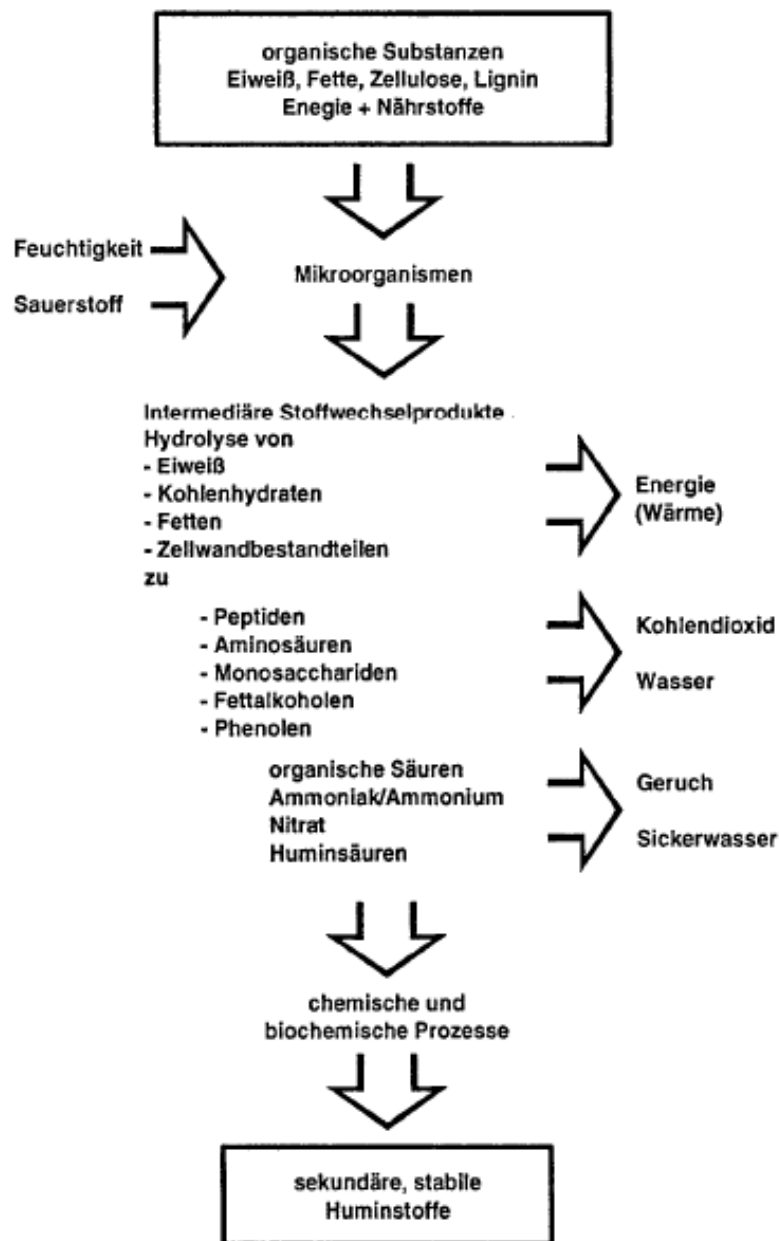 organische Substanzen
Eiweiß, Fette, Zellulose, Lignin
Enegie + Nährstoffe
Feuchtigkeit
Sauerstoff
Mikroorganismen
Intermediäre Stoffwechselprodukte
Hydrolyse von
- Eiweiß
- Kohlenhydraten
- Fetten
- Zellwandbestandteilen
zu
Energie
(Wärme)
- Peptiden
- Aminosäuren
- Monosacchariden
- Fettalkoholen
- Phenolen
Kohlendioxid
Wasser
organische Säuren
Ammoniak/Ammonium
Nitrat
Huminsäuren
Geruch
Sickerwasser
chemische und
biochemische Prozesse
sekundäre, stabile
Huminstoffe